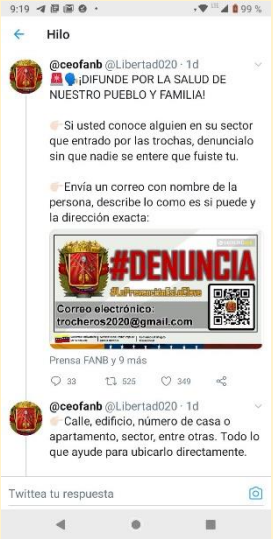 9:19
99 %
Hilo
@ceofanb @Libertad020 · 1d
¡DIFUNDE POR LA SALUD DE
NUESTRO PUEBLO Y FAMILIA!
Si usted conoce alguien en su sector
que entrado por las trochas, denuncialo
sin que nadie se entere que fuiste tu.
Envía un correo con nombre de la
persona, describe lo como es si puede y
la dirección exacta:
#DENUNCIA
#LaPrevenciónEsLaClave
Correo electrónico:
trocheros2020@gmail.com
Prensa FANB y 9 más
33 525 349
@ceofanb @Libertad020 · 1d
Calle, edificio, número de casa o
apartamento, sector, entre otras. Todo lo
que ayude para ubicarlo directamente.
Twittea tu respuesta